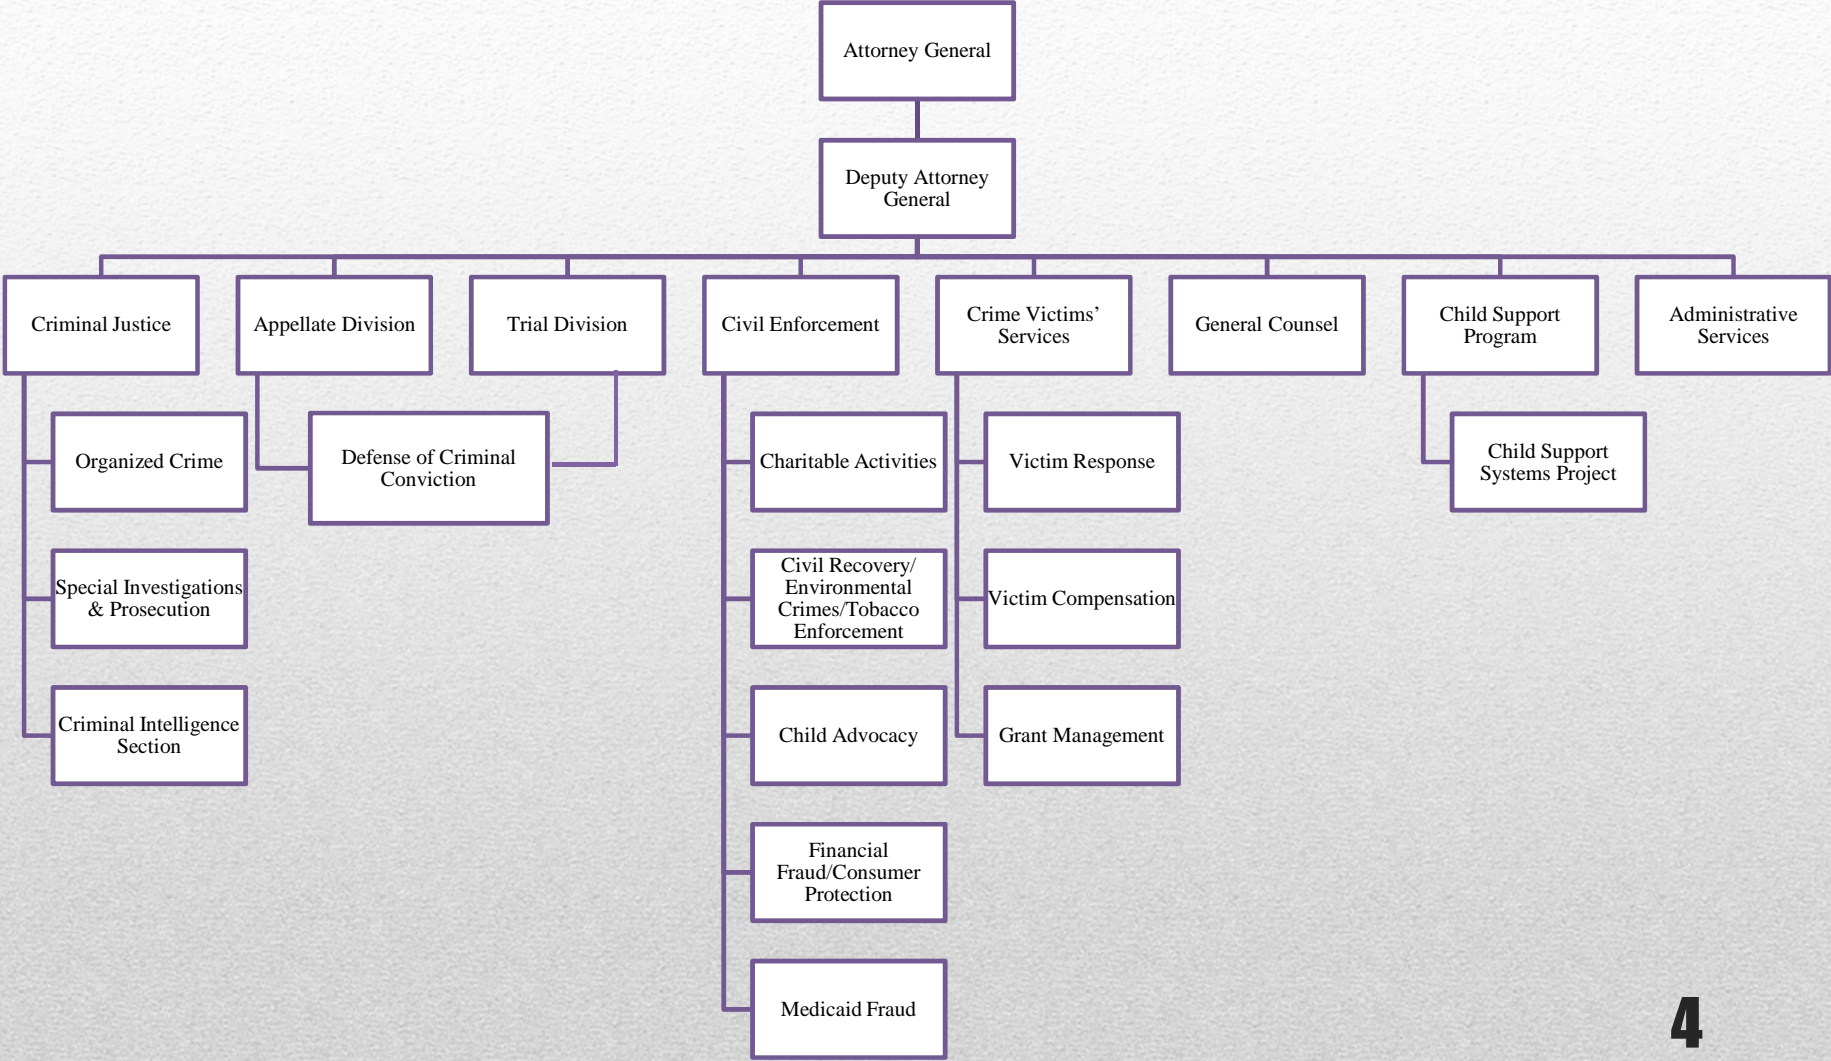 Attorney General
Deputy Attorney
General
Criminal Justice
Appellate Division
Trial Division
Civil Enforcement
Crime Victims’
Services
General Counsel
Child Support
Program
Administrative
Services
Organized Crime
Special Investigations
& Prosecution
Criminal Intelligence
Section
Defense of Criminal
Conviction
Charitable Activities
Civil Recovery/
Environmental
Crimes/Tobacco
Enforcement
Child Advocacy
Financial
Fraud/Consumer
Protection
Medicaid Fraud
Victim Response
Victim Compensation
Grant Management
Child Support
Systems Project
4